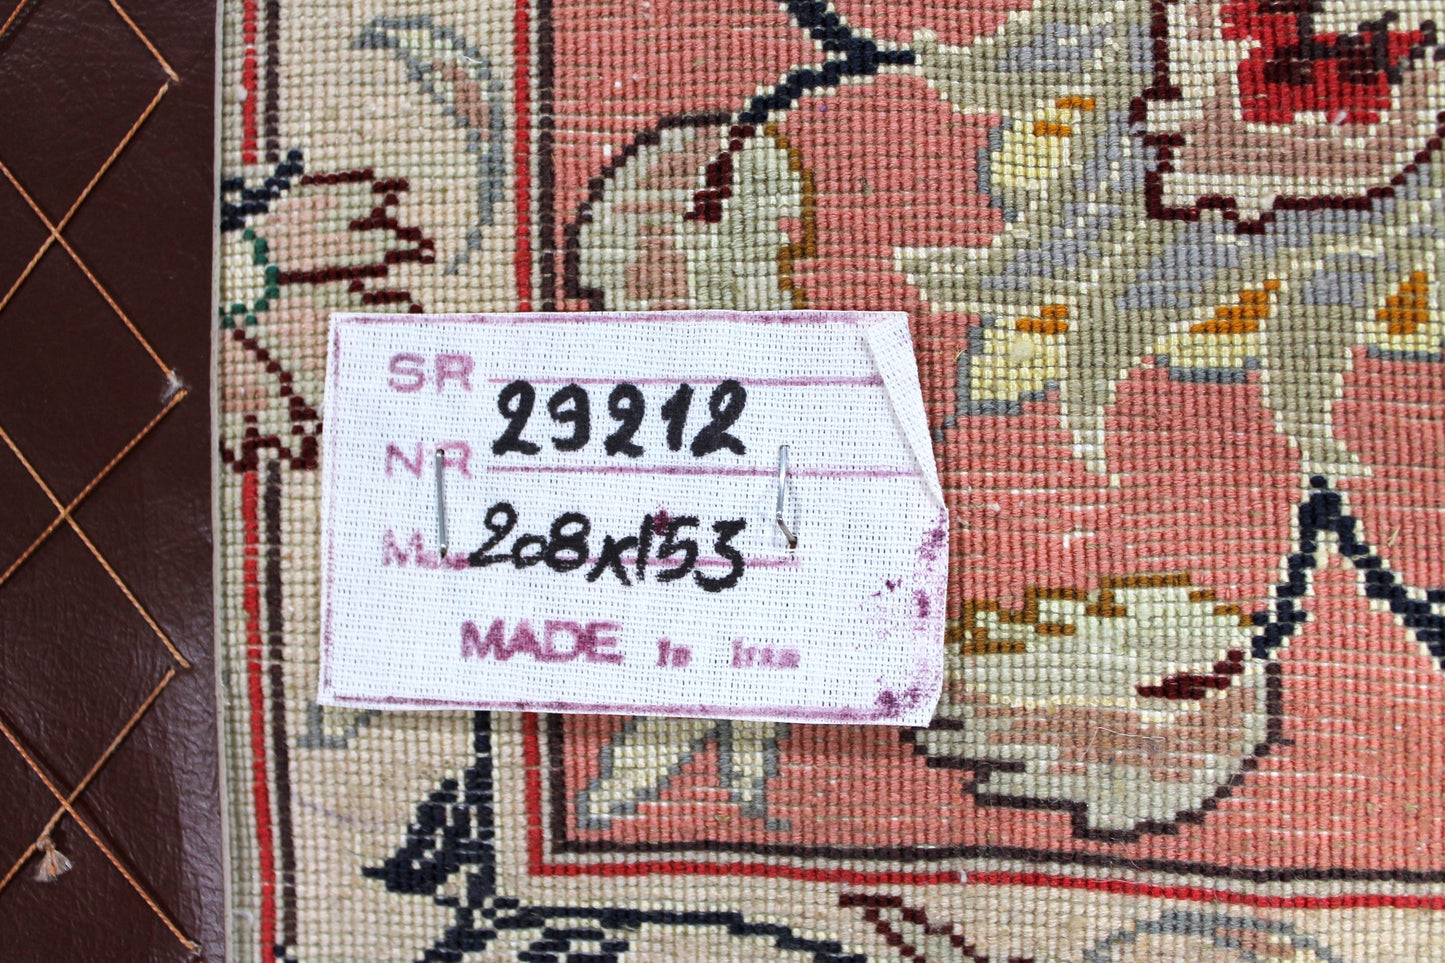 SR
29212
NR
208x153
MADE In Iran